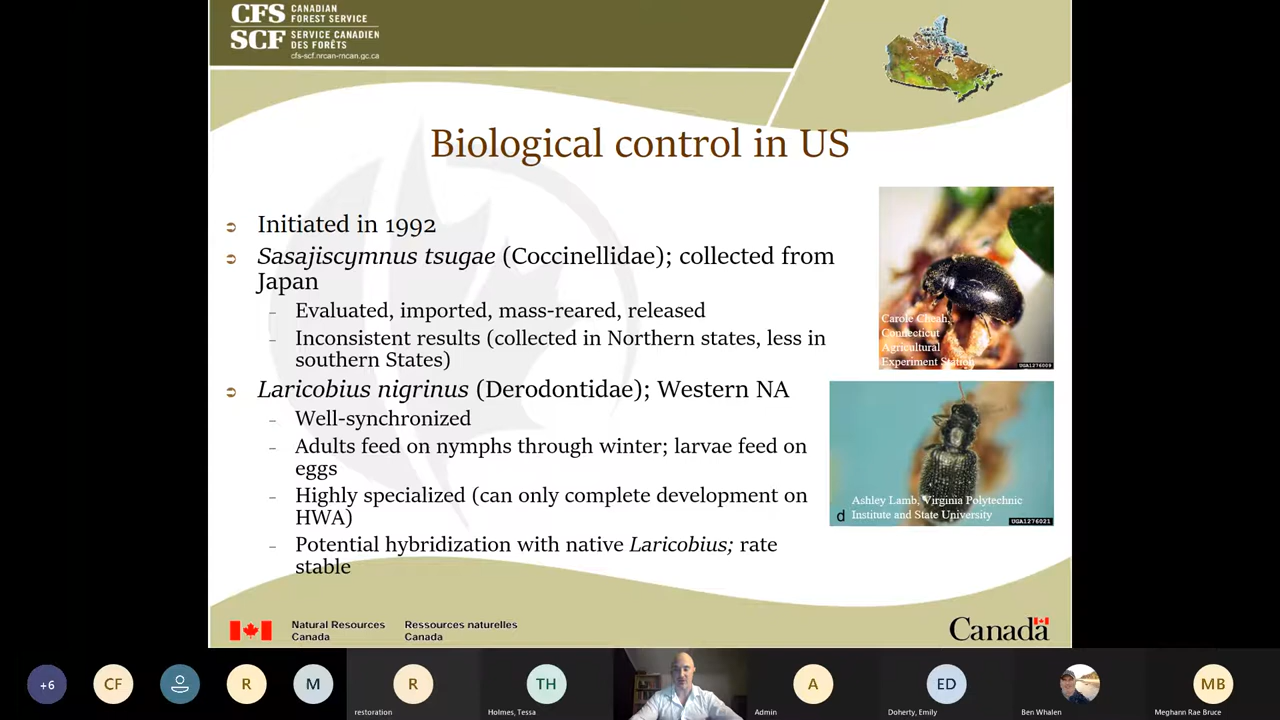 CFS CANADIAN FOREST SERVICE
SCF SERVICE CANADIEN DES FORÊTS
cfs-scf.nrcan-rncan.gc.ca
Biological control in US
Initiated in 1992
Sasajiscymnus tsugae (Coccinellidae); collected from
Japan
– Evaluated, imported, mass-reared, released
– Inconsistent results (collected in Northern states, less in
southern States)
Laricobius nigrinus (Derodontidae); Western NA
– Well-synchronized
– Adults feed on nymphs through winter; larvae feed on
eggs
– Highly specialized (can only complete development on
HWA)
– Potential hybridization with native Laricobius; rate
stable
Carole Cheah,
Connecticut
Agricultural
Experiment Station
UGA1276009
d
Ashley Lamb, Virginia Polytechnic
Institute and State University
UGA1276021
Natural Resources
Canada
Ressources naturelles
Canada
Canada
+6
CF
R
M
R
restoration
TH
Holmes, Tessa
A
Admin
ED
Doherty, Emily
Ben Whalen
MB
Meghann Rae Bruce